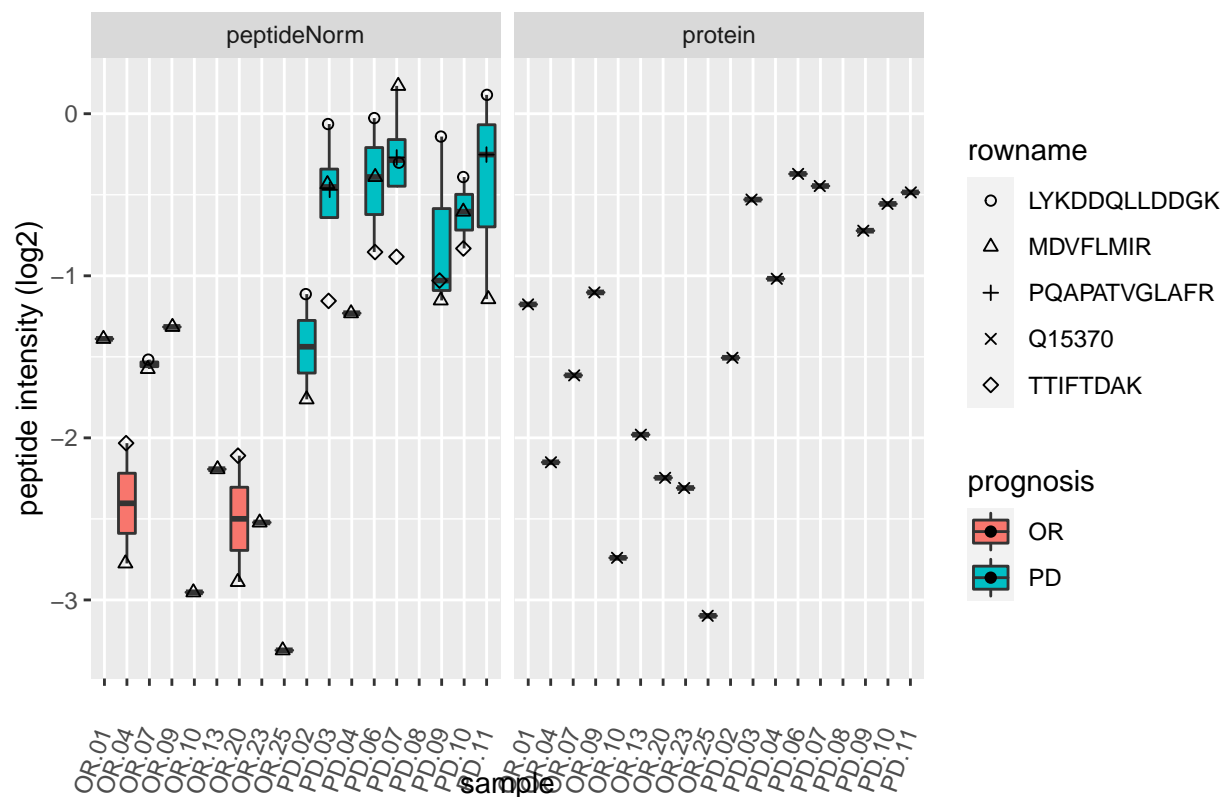 peptideNorm
protein
peptide intensity (log2)
0
−1
−2
−3
OR.01
OR.04
OR.07
OR.09
OR.10
OR.13
OR.20
OR.23
OR.25
PD.02
PD.03
PD.04
PD.06
PD.07
PD.08
PD.09
PD.10
PD.11
OR.01
OR.04
OR.07
OR.09
OR.10
OR.13
OR.20
OR.23
OR.25
PD.02
PD.03
PD.04
PD.06
PD.07
PD.08
PD.09
PD.10
PD.11
sample
rowname
LYKDDQLLDDGK
MDVFLMIR
PQAPATVGLAFR
Q15370
TTIFTDAK
prognosis
OR
PD